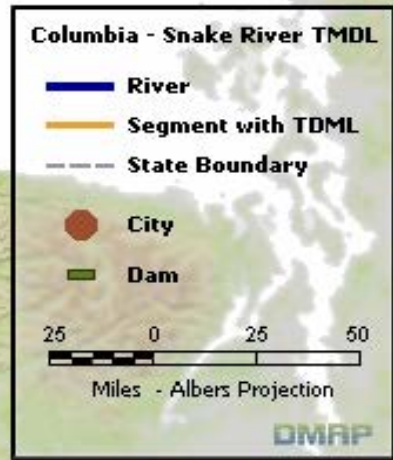 Columbia - Snake River TMDL
River
Segment with TDML
State Boundary
City
Dam
25 0 25 50
Miles - Albers Projection
DMAP